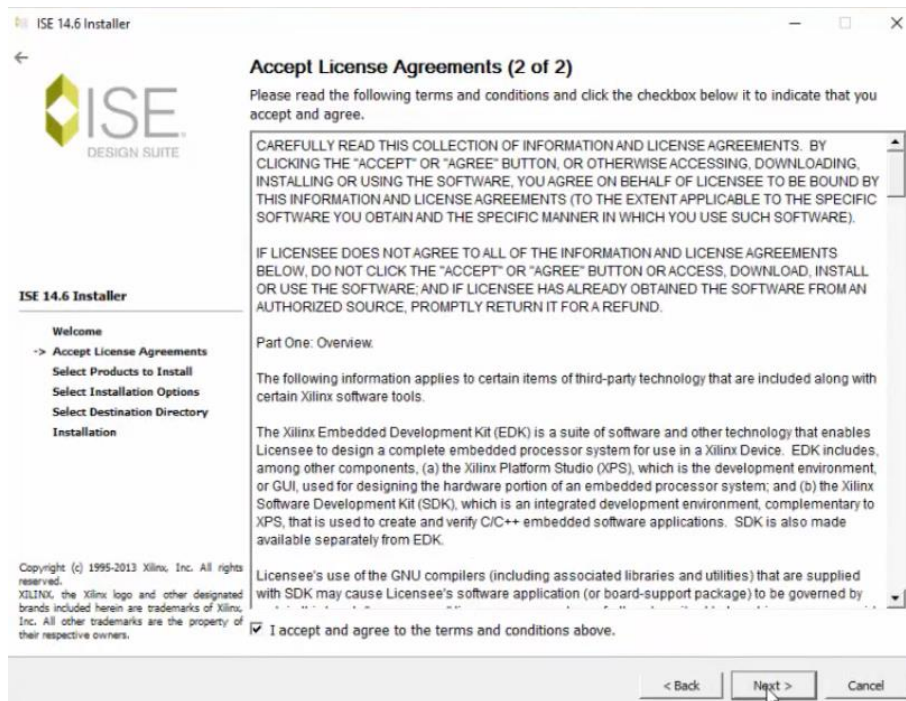 ISE 14.6 Installer
ISE
DESIGN SUITE
ISE 14.6 Installer
Welcome
-> Accept License Agreements
Select Products to Install
Select Installation Options
Select Destination Directory
Installation
Copyright (c) 1995-2013 Xilinx, Inc. All rights
reserved.
XILINX, the Xilinx logo and other designated
brands included herein are trademarks of Xilinx,
Inc. All other trademarks are the property of
their respective owners.
Accept License Agreements (2 of 2)
Please read the following terms and conditions and click the checkbox below it to indicate that you
accept and agree.
CAREFULLY READ THIS COLLECTION OF INFORMATION AND LICENSE AGREEMENTS. BY
CLICKING THE "ACCEPT" OR "AGREE" BUTTON, OR OTHERWISE ACCESSING, DOWNLOADING,
INSTALLING OR USING THE SOFTWARE, YOU AGREE ON BEHALF OF LICENSEE TO BE BOUND BY
THIS INFORMATION AND LICENSE AGREEMENTS (TO THE EXTENT APPLICABLE TO THE SPECIFIC
SOFTWARE YOU OBTAIN AND THE SPECIFIC MANNER IN WHICH YOU USE SUCH SOFTWARE).
IF LICENSEE DOES NOT AGREE TO ALL OF THE INFORMATION AND LICENSE AGREEMENTS
BELOW, DO NOT CLICK THE "ACCEPT" OR "AGREE" BUTTON OR ACCESS, DOWNLOAD, INSTALL
OR USE THE SOFTWARE; AND IF LICENSEE HAS ALREADY OBTAINED THE SOFTWARE FROM AN
AUTHORIZED SOURCE, PROMPTLY RETURN IT FOR A REFUND.
Part One: Overview.
The following information applies to certain items of third-party technology that are included along with
certain Xilinx software tools.
The Xilinx Embedded Development Kit (EDK) is a suite of software and other technology that enables
Licensee to design a complete embedded processor system for use in a Xilinx Device. EDK includes,
among other components, (a) the Xilinx Platform Studio (XPS), which is the development environment,
or GUI, used for designing the hardware portion of an embedded processor system; and (b) the Xilinx
Software Development Kit (SDK), which is an integrated development environment, complementary to
XPS, that is used to create and verify C/C++ embedded software applications. SDK is also made
available separately from EDK.
Licensee's use of the GNU compilers (including associated libraries and utilities) that are supplied
with SDK may cause Licensee's software application (or board-support package) to be governed by
I accept and agree to the terms and conditions above.
< Back
Next >
Cancel